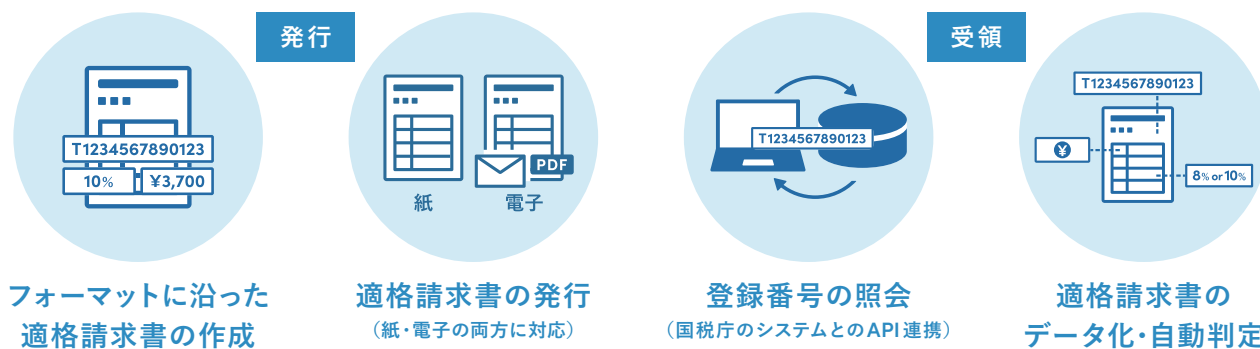 発行
T1234567890123
10%
¥3,700
フォーマットに沿った
適格請求書の作成
PDF
紙
電子
適格請求書の発行
(紙・電子の両方に対応)
受領
T1234567890123
登録番号の照会
(国税庁のシステムとのAPI連携)
T1234567890123
¥
8% or 10%
適格請求書の
データ化・自動判定